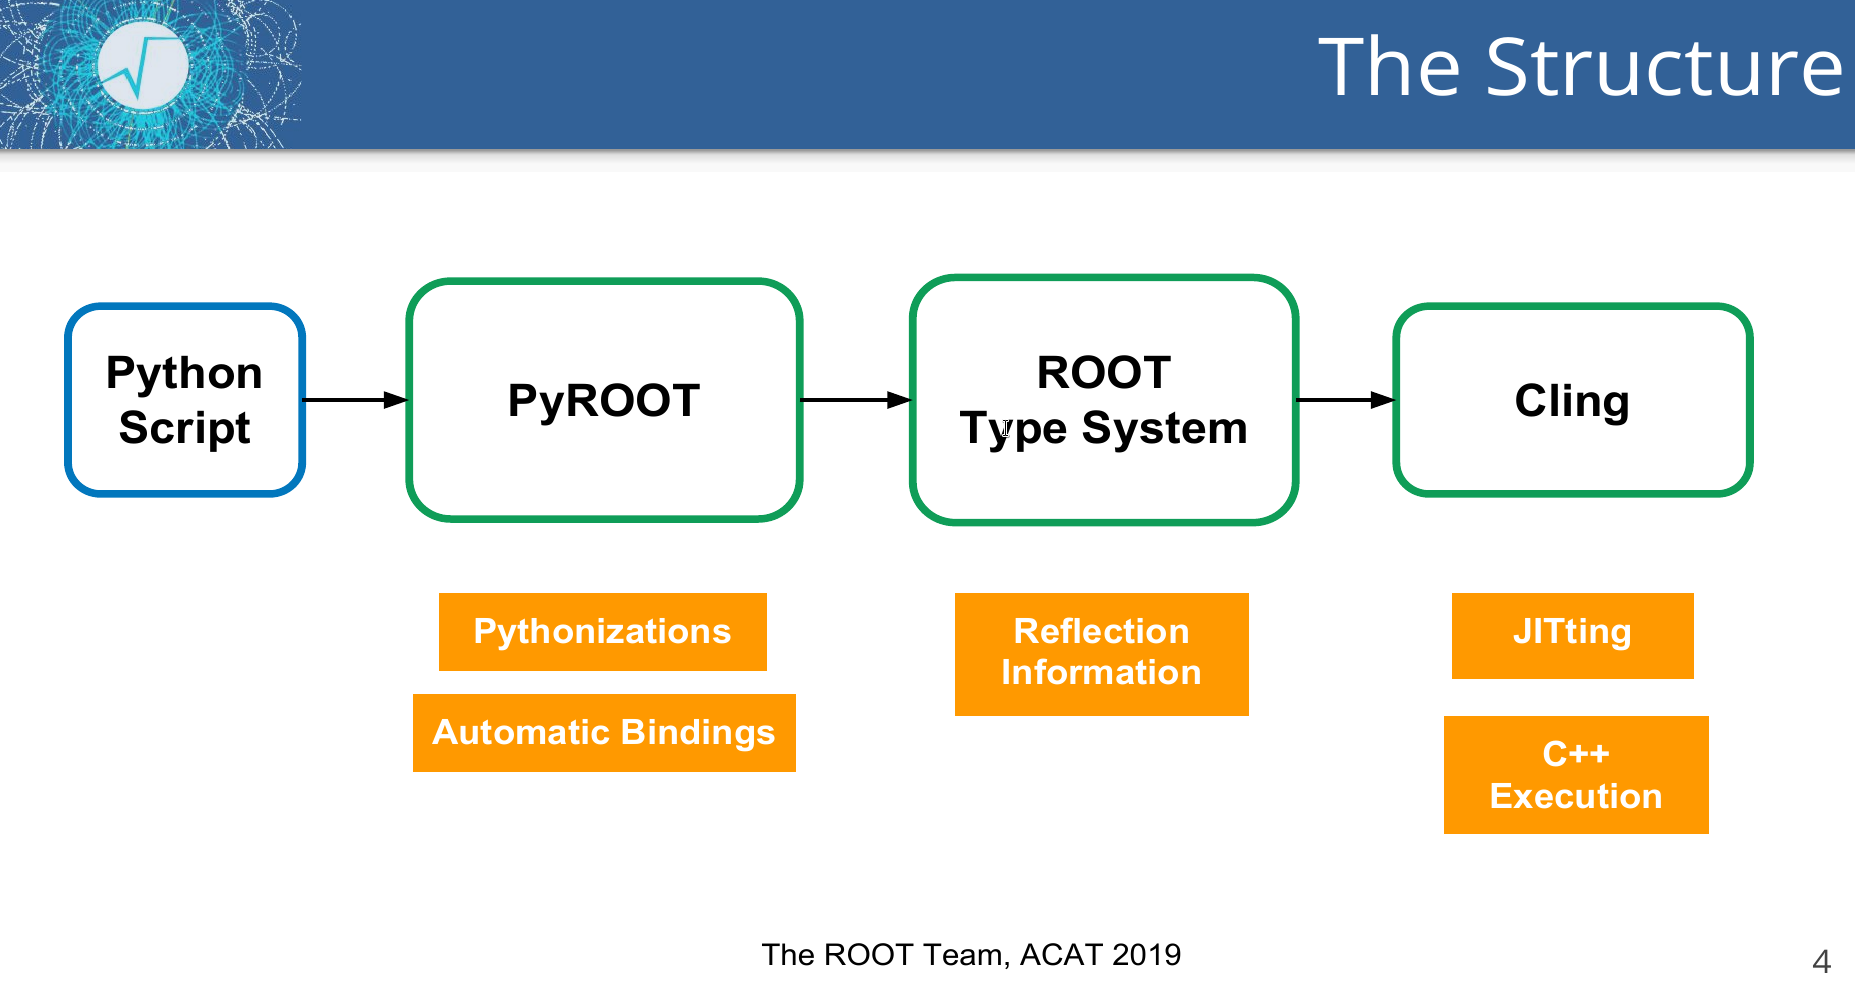 The Structure
Python
Script
PyROOT
ROOT
Type System
Cling
Pythonizations
Automatic Bindings
Reflection
Information
JITting
C++
Execution
The ROOT Team, ACAT 2019
4